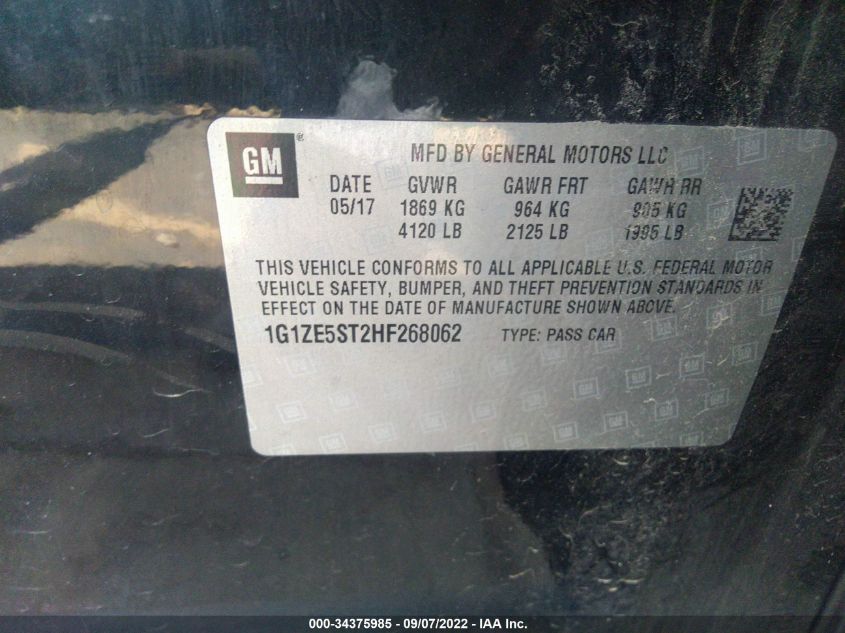 GM ®
MFD BY GENERAL MOTORS LLC
DATE GVWR GAWR FRT GAWR RR
05/17 1869 KG 964 KG 905 KG
4120 LB 2125 LB 1995 LB
THIS VEHICLE CONFORMS TO ALL APPLICABLE U.S. FEDERAL MOTOR
VEHICLE SAFETY, BUMPER, AND THEFT PREVENTION STANDARDS IN
EFFECT ON THE DATE OF MANUFACTURE SHOWN ABOVE.
1G1ZE5ST2HF268062 TYPE: PASS CAR
000-34375985 - 09/07/2022 - IAA Inc.